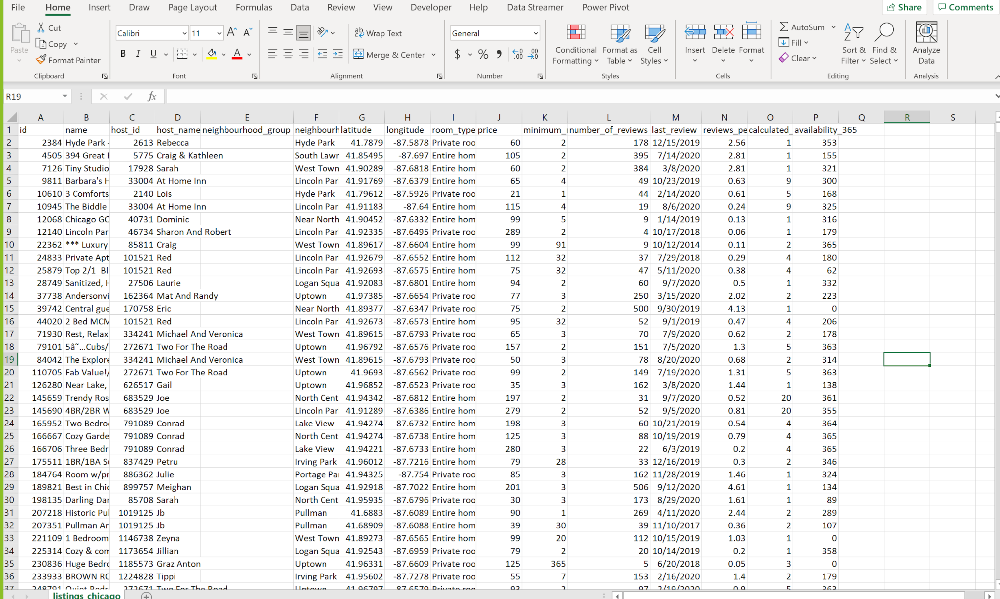 File Home Insert Draw Page Layout Formulas Data Review View Developer Help Data Streamer Power Pivot Share Comments
Paste Cut Copy Format Painter Clipboard
Calibri 11 A A B I U A Font
ab Wrap Text Merge & Center Alignment
General $ % , Number
Conditional Formatting Format as Table Cell Styles Styles
Insert Delete Format Cells
AutoSum Fill Clear Sort & Filter Find & Select Editing
Analyze Data Analysis
R19 fx
A B C D E F G H I J K L M N O P Q R S
1 id name host_id host_name neighbourhood_group neighbourh latitude longitude room_type price minimum_ number_of_reviews last_review reviews_pe calculated_ availability_365
2 2384 Hyde Park - 2613 Rebecca Hyde Park 41.7879 -87.5878 Private roo 60 2 178 12/15/2019 2.56 1 353
3 4505 394 Great 5775 Craig & Kathleen South Lawn 41.85495 -87.697 Entire hom 105 2 395 7/14/2020 2.81 1 155
4 7126 Tiny Studio 17928 Sarah West Town 41.90289 -87.6818 Entire hom 60 2 384 3/8/2020 2.81 1 321
5 9811 Barbara's H 33004 At Home Inn Lincoln Par 41.91769 -87.6379 Entire hom 65 4 49 10/23/2019 0.63 9 300
6 10610 3 Comforts 2140 Lois Hyde Park 41.79612 -87.5926 Private roo 21 1 44 2/14/2020 0.61 5 168
7 10945 The Biddle 33004 At Home Inn Lincoln Par 41.91183 -87.64 Entire hom 115 4 19 8/6/2020 0.24 9 325
8 12068 Chicago GC 40731 Dominic Near North 41.90452 -87.6332 Entire hom 99 5 9 1/14/2019 0.13 1 316
9 12140 Lincoln Par 46734 Sharon And Robert Lincoln Par 41.92335 -87.6495 Private roo 289 2 4 10/17/2018 0.06 1 179
10 22362 *** Luxury 85811 Craig West Town 41.89617 -87.6604 Entire hom 99 91 9 10/12/2014 0.11 2 365
11 24833 Private Apt 101521 Red Lincoln Par 41.92679 -87.6552 Entire hom 112 32 37 7/29/2018 0.29 4 180
12 25879 Top 2/1 Bl 101521 Red Lincoln Par 41.92693 -87.6575 Entire hom 75 32 47 5/11/2020 0.38 4 62
13 28749 Sanitized, H 27506 Laurie Logan Squa 41.92083 -87.6801 Entire hom 94 2 60 9/7/2020 0.5 1 332
14 37738 Andersonvi 162364 Mat And Randy Uptown 41.97385 -87.6654 Private roo 77 3 250 3/15/2020 2.02 2 223
15 39742 Central gue 170758 Eric Near North 41.89377 -87.6347 Private roo 75 2 500 9/30/2019 4.13 1 0
16 44020 2 Bed MCM 101521 Red Lincoln Par 41.92673 -87.6573 Entire hom 95 32 52 9/1/2019 0.47 4 206
17 71930 Rest, Relax 334241 Michael And Veronica West Town 41.89615 -87.6793 Private roo 65 3 70 7/9/2020 0.62 2 178
18 79101 5â˜…Cubs/ 272671 Two For The Road Uptown 41.96792 -87.6576 Private roo 157 2 151 7/5/2020 1.3 5 363
19 84042 The Explore 334241 Michael And Veronica West Town 41.89615 -87.6793 Private roo 50 3 78 8/20/2020 0.68 2 314
20 110705 Fab Value!/ 272671 Two For The Road Uptown 41.9693 -87.6562 Private roo 99 2 149 7/19/2020 1.31 5 363
21 126280 Near Lake, 626517 Gail Uptown 41.96852 -87.6523 Private roo 35 3 162 3/8/2020 1.44 1 138
22 145659 Trendy Ros 683529 Joe North Cent 41.94342 -87.6812 Entire hom 197 2 31 9/7/2020 0.52 20 361
23 145690 4BR/2BR W 683529 Joe Lincoln Par 41.91289 -87.6386 Entire hom 279 2 52 9/5/2020 0.81 20 355
24 165952 Two Bedroo 791089 Conrad Lake View 41.94274 -87.6732 Entire hom 198 3 60 10/21/2019 0.54 4 364
25 166667 Cozy Garde 791089 Conrad North Cent 41.94274 -87.6738 Entire hom 125 3 88 10/19/2019 0.79 4 365
26 166706 Three Bedr 791089 Conrad Lake View 41.94221 -87.6733 Entire hom 280 3 22 6/3/2019 0.2 4 365
27 175511 1BR/1BA Su 837429 Petru Irving Park 41.96012 -87.7216 Entire hom 79 28 33 12/16/2019 0.3 2 346
28 184764 Room w/pr 886362 Julie Portage Pa 41.94325 -87.754 Entire hom 85 3 162 11/28/2019 1.46 1 324
29 189821 Best in Chic 899757 Meighan Logan Squa 41.92918 -87.7022 Entire hom 201 3 506 9/12/2020 4.61 1 134
30 198135 Darling Dar 85708 Sarah North Cent 41.95935 -87.6796 Private roo 30 3 173 8/29/2020 1.61 1 89
31 207218 Historic Pul 1019125 Jb Pullman 41.6883 -87.6089 Entire hom 90 1 269 4/11/2020 2.44 2 289
32 207351 Pullman Ar 1019125 Jb Pullman 41.68909 -87.6088 Entire hom 39 30 39 11/10/2017 0.36 2 107
33 221109 1 Bedroom 1146738 Zeyna West Town 41.89273 -87.6565 Entire hom 99 20 112 10/15/2019 1.03 1 0
34 225314 Cozy & com 1173654 Jillian Logan Squa 41.92543 -87.6959 Private roo 79 2 20 10/14/2019 0.2 1 358
35 230836 Huge Bedro 1185573 Graz Anton Uptown 41.96331 -87.6609 Private roo 125 365 5 6/20/2018 0.05 3 0
36 233933 BROWN RO 1224828 Tippi Irving Park 41.95602 -87.7278 Private roo 55 7 153 2/16/2020 1.4 2 179
37 248791 Quiet Bedr 272671 Two For The Road Uptown 41.96797 -87.6579 Private roo 93 2 97 2/19/2020 0.9 5 363
listings_chicago